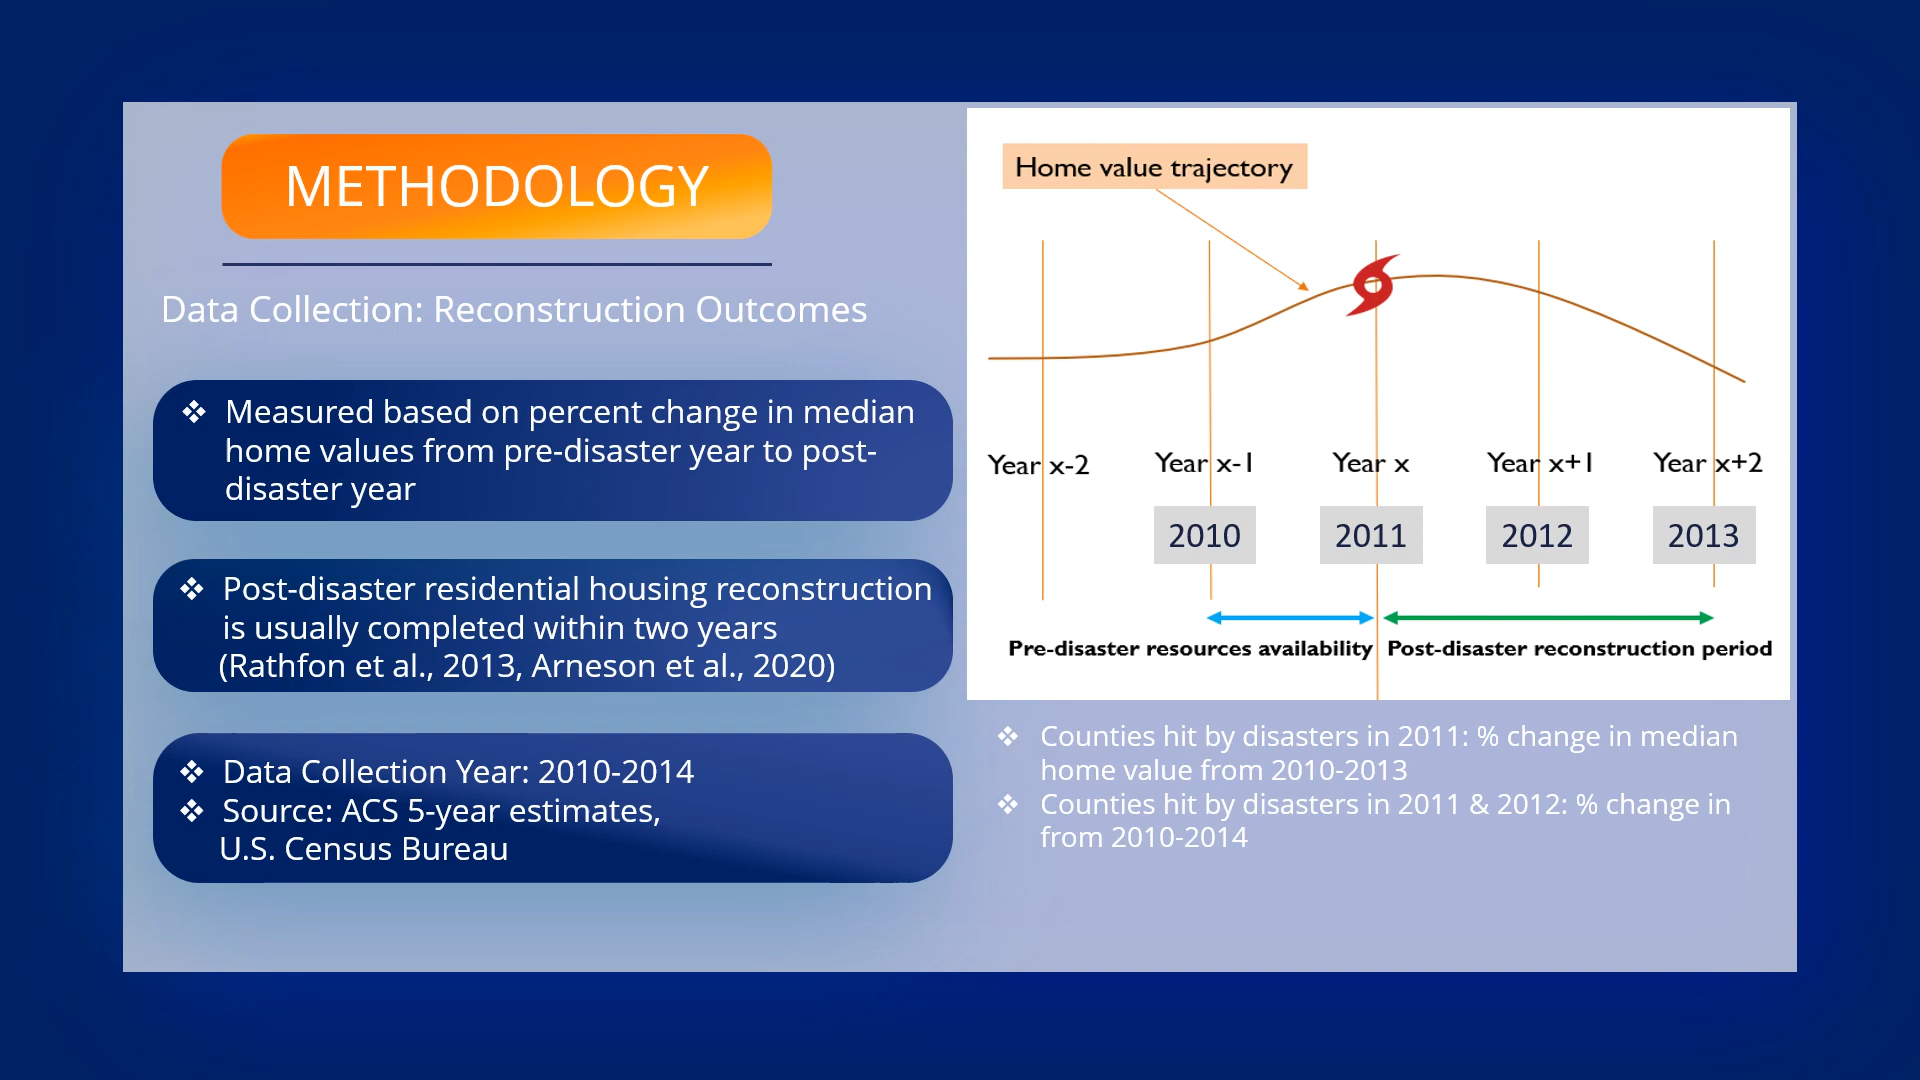 METHODOLOGY
Data Collection: Reconstruction Outcomes
❖ Measured based on percent change in median
home values from pre-disaster year to post-
disaster year
❖ Post-disaster residential housing reconstruction
is usually completed within two years
(Rathfon et al., 2013, Arneson et al., 2020)
❖ Data Collection Year: 2010-2014
❖ Source: ACS 5-year estimates,
U.S. Census Bureau
Home value trajectory
Year x-2 Year x-1 Year x Year x+1 Year x+2
2010 2011 2012 2013
Pre-disaster resources availability Post-disaster reconstruction period
❖ Counties hit by disasters in 2011: % change in median
home value from 2010-2013
❖ Counties hit by disasters in 2011 & 2012: % change in
from 2010-2014